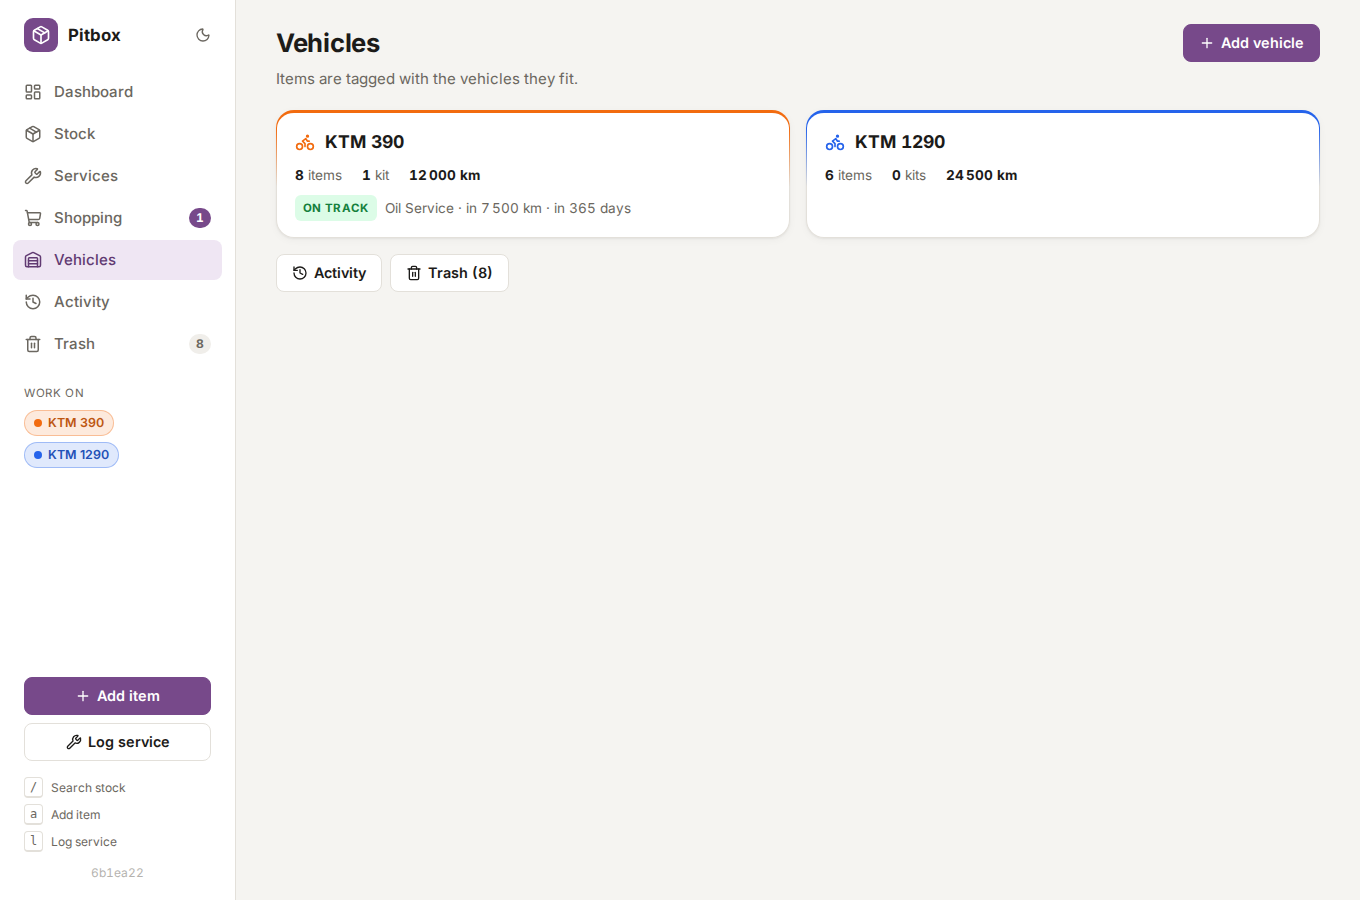 Pitbox
Dashboard
Stock
Services
Shopping 1
Vehicles
Activity
Trash 8
WORK ON
KTM 390
KTM 1290
Add item
Log service
/ Search stock
a Add item
l Log service
6b1ea22
Vehicles
Add vehicle
Items are tagged with the vehicles they fit.
KTM 390
8 items 1 kit 12 000 km
ON TRACK Oil Service · in 7 500 km · in 365 days
KTM 1290
6 items 0 kits 24 500 km
Activity
Trash (8)